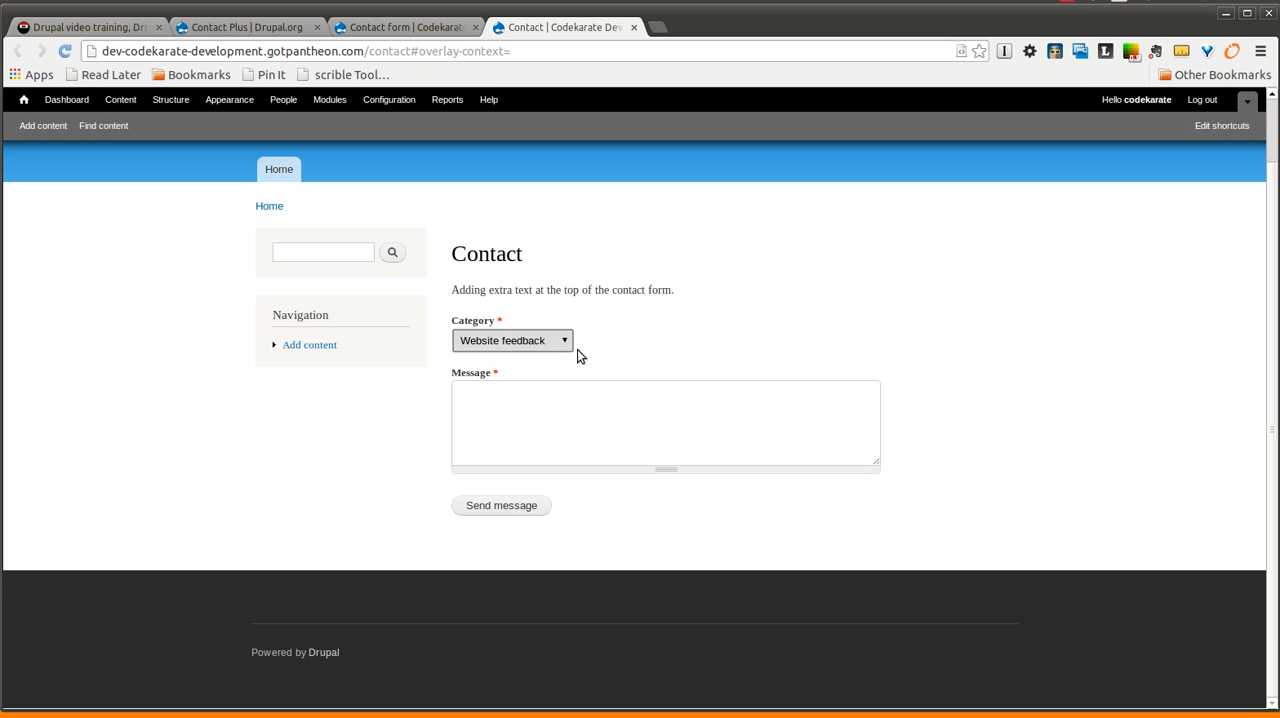 Drupal video training, Dru
Contact Plus | Drupal.org
Contact form | Codekarat
Contact | Codekarate Dev
dev-codekarate-development.gotpantheon.com/contact#overlay-context=
Apps
Read Later
Bookmarks
Pin It
scrible Tool...
Other Bookmarks
Dashboard
Content
Structure
Appearance
People
Modules
Configuration
Reports
Help
Hello codekarate
Log out
Add content
Find content
Edit shortcuts
Home
Home
Navigation
Add content
Contact
Adding extra text at the top of the contact form.
Category *
Website feedback
Message *
Send message
Powered by Drupal